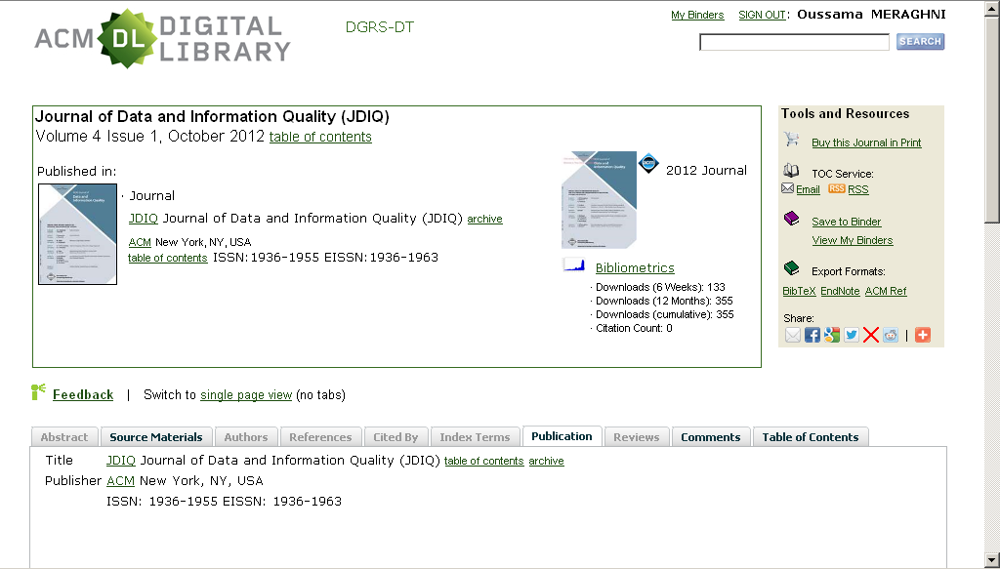 ACM DL DIGITAL LIBRARY
DGRS-DT
My Binders SIGN OUT: Oussama MERAGHNI
SEARCH
Journal of Data and Information Quality (JDIQ)
Volume 4 Issue 1, October 2012 table of contents
Published in:
· Journal
JDIQ Journal of Data and Information Quality (JDIQ) archive
ACM New York, NY, USA
table of contents ISSN:1936-1955 EISSN:1936-1963
2012 Journal
Bibliometrics
· Downloads (6 Weeks): 133
· Downloads (12 Months): 355
· Downloads (cumulative): 355
· Citation Count: 0
Tools and Resources
Buy this Journal in Print
TOC Service:
Email RSS RSS
Save to Binder
View My Binders
Export Formats:
BibTeX EndNote ACM Ref
Share:
|
Feedback | Switch to single page view (no tabs)
Abstract Source Materials Authors References Cited By Index Terms Publication Reviews Comments Table of Contents
Title JDIQ Journal of Data and Information Quality (JDIQ) table of contents archive
Publisher ACM New York, NY, USA
ISSN: 1936-1955 EISSN: 1936-1963